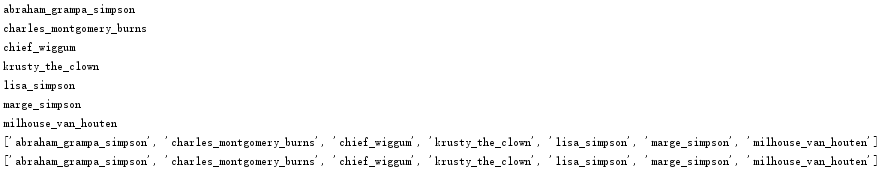 abraham_grampa_simpson
charles_montgomery_burns
chief_wiggum
krusty_the_clown
lisa_simpson
marge_simpson
milhouse_van_houten
['abraham_grampa_simpson', 'charles_montgomery_burns', 'chief_wiggum', 'krusty_the_clown', 'lisa_simpson', 'marge_simpson', 'milhouse_van_houten']
['abraham_grampa_simpson', 'charles_montgomery_burns', 'chief_wiggum', 'krusty_the_clown', 'lisa_simpson', 'marge_simpson', 'milhouse_van_houten']